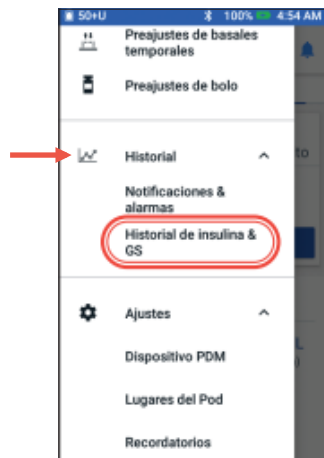 50+U 100% 4:54 AM
Preajustes de basales
temporales
Preajustes de bolo
to
Historial
Notificaciones &
alarmas
Historial de insulina &
GS
Ajustes
L
Dispositivo PDM
Lugares del Pod
Recordatorios